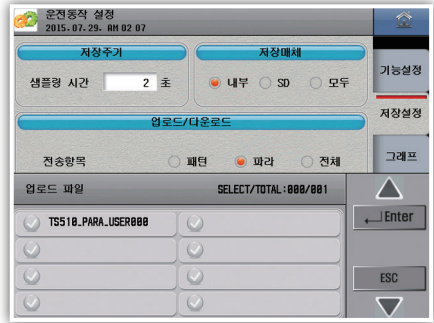 운전동작 설정
2015.07.29. AM 02 07
저장주기
저장매체
기능설정
샘플링 시간 2 초
내부 SD 모두
저장설정
업로드/다운로드
전송항목
패턴 파라 전체
그래프
업로드 파일
SELECT/TOTAL:000/001
TS510_PARA_USER000
Enter
ESC